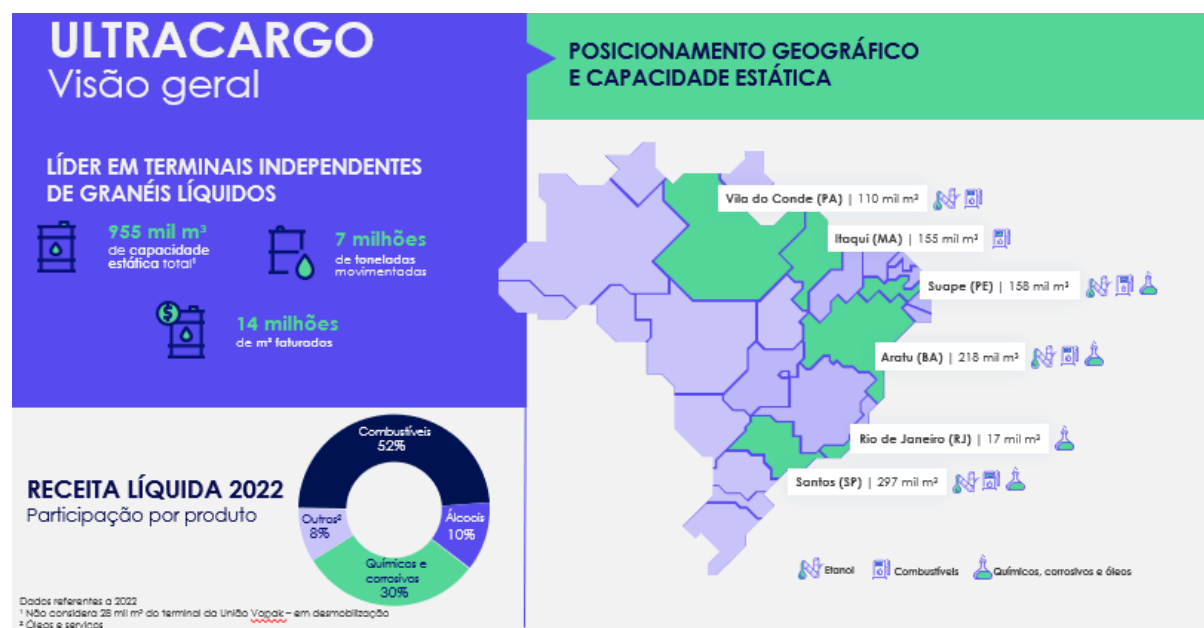 ULTRACARGO
Visão geral
LÍDER EM TERMINAIS INDEPENDENTES
DE GRANÉIS LÍQUIDOS
955 mil m³
de capacidade
estática total¹
7 milhões
de toneladas
movimentadas
14 milhões
de m³ faturados
RECEITA LÍQUIDA 2022
Participação por produto
Combustíveis
52%
Outros²
8%
Álcoois
10%
Químicos e
corrosivos
30%
Dados referentes a 2022
¹ Não considera 28 mil m³ do terminal da União Vopak – em desmobilização
² Óleos e serviços
POSICIONAMENTO GEOGRÁFICO
E CAPACIDADE ESTÁTICA
Vila do Conde (PA) | 110 mil m³
Itaqui (MA) | 155 mil m³
Suape (PE) | 158 mil m³
Aratu (BA) | 218 mil m³
Rio de Janeiro (RJ) | 17 mil m³
Santos (SP) | 297 mil m³
Etanol
Combustíveis
Químicos, corrosivos e óleos